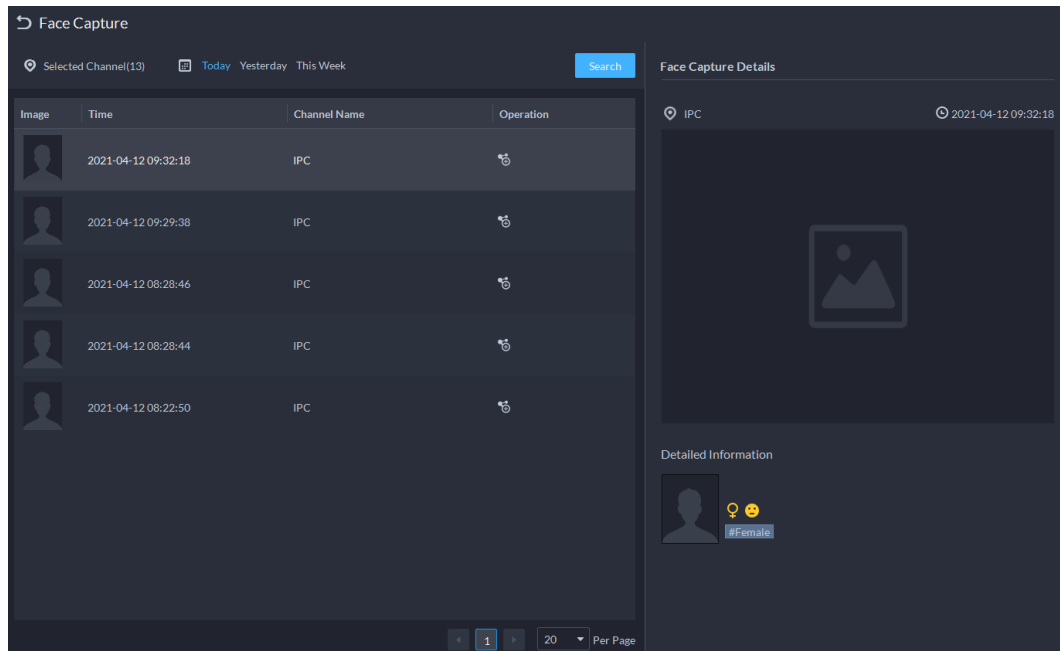 Face Capture
Selected Channel(13) Today Yesterday This Week Search
Image Time Channel Name Operation
2021-04-12 09:32:18 IPC
2021-04-12 09:29:38 IPC
2021-04-12 08:28:46 IPC
2021-04-12 08:28:44 IPC
2021-04-12 08:22:50 IPC
1 20 Per Page
Face Capture Details
IPC 2021-04-12 09:32:18
Detailed Information
#Female